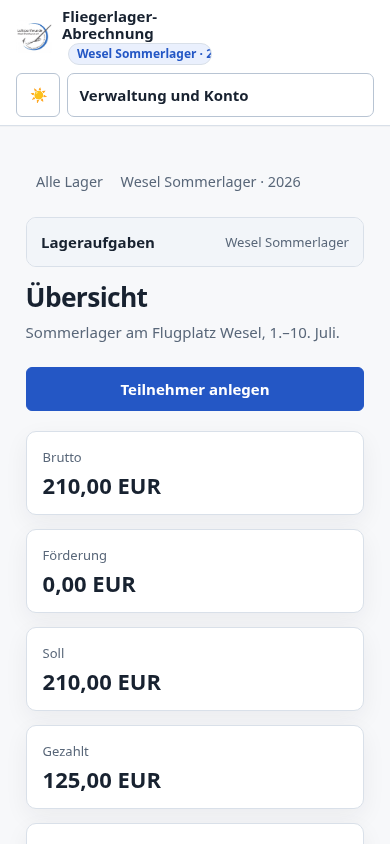 Fliegerlager-
Abrechnung
Wesel Sommerlager · 2
☀️
Verwaltung und Konto
Alle Lager Wesel Sommerlager · 2026
Lageraufgaben Wesel Sommerlager
Übersicht
Sommerlager am Flugplatz Wesel, 1.–10. Juli.
Teilnehmer anlegen
Brutto
210,00 EUR
Förderung
0,00 EUR
Soll
210,00 EUR
Gezahlt
125,00 EUR